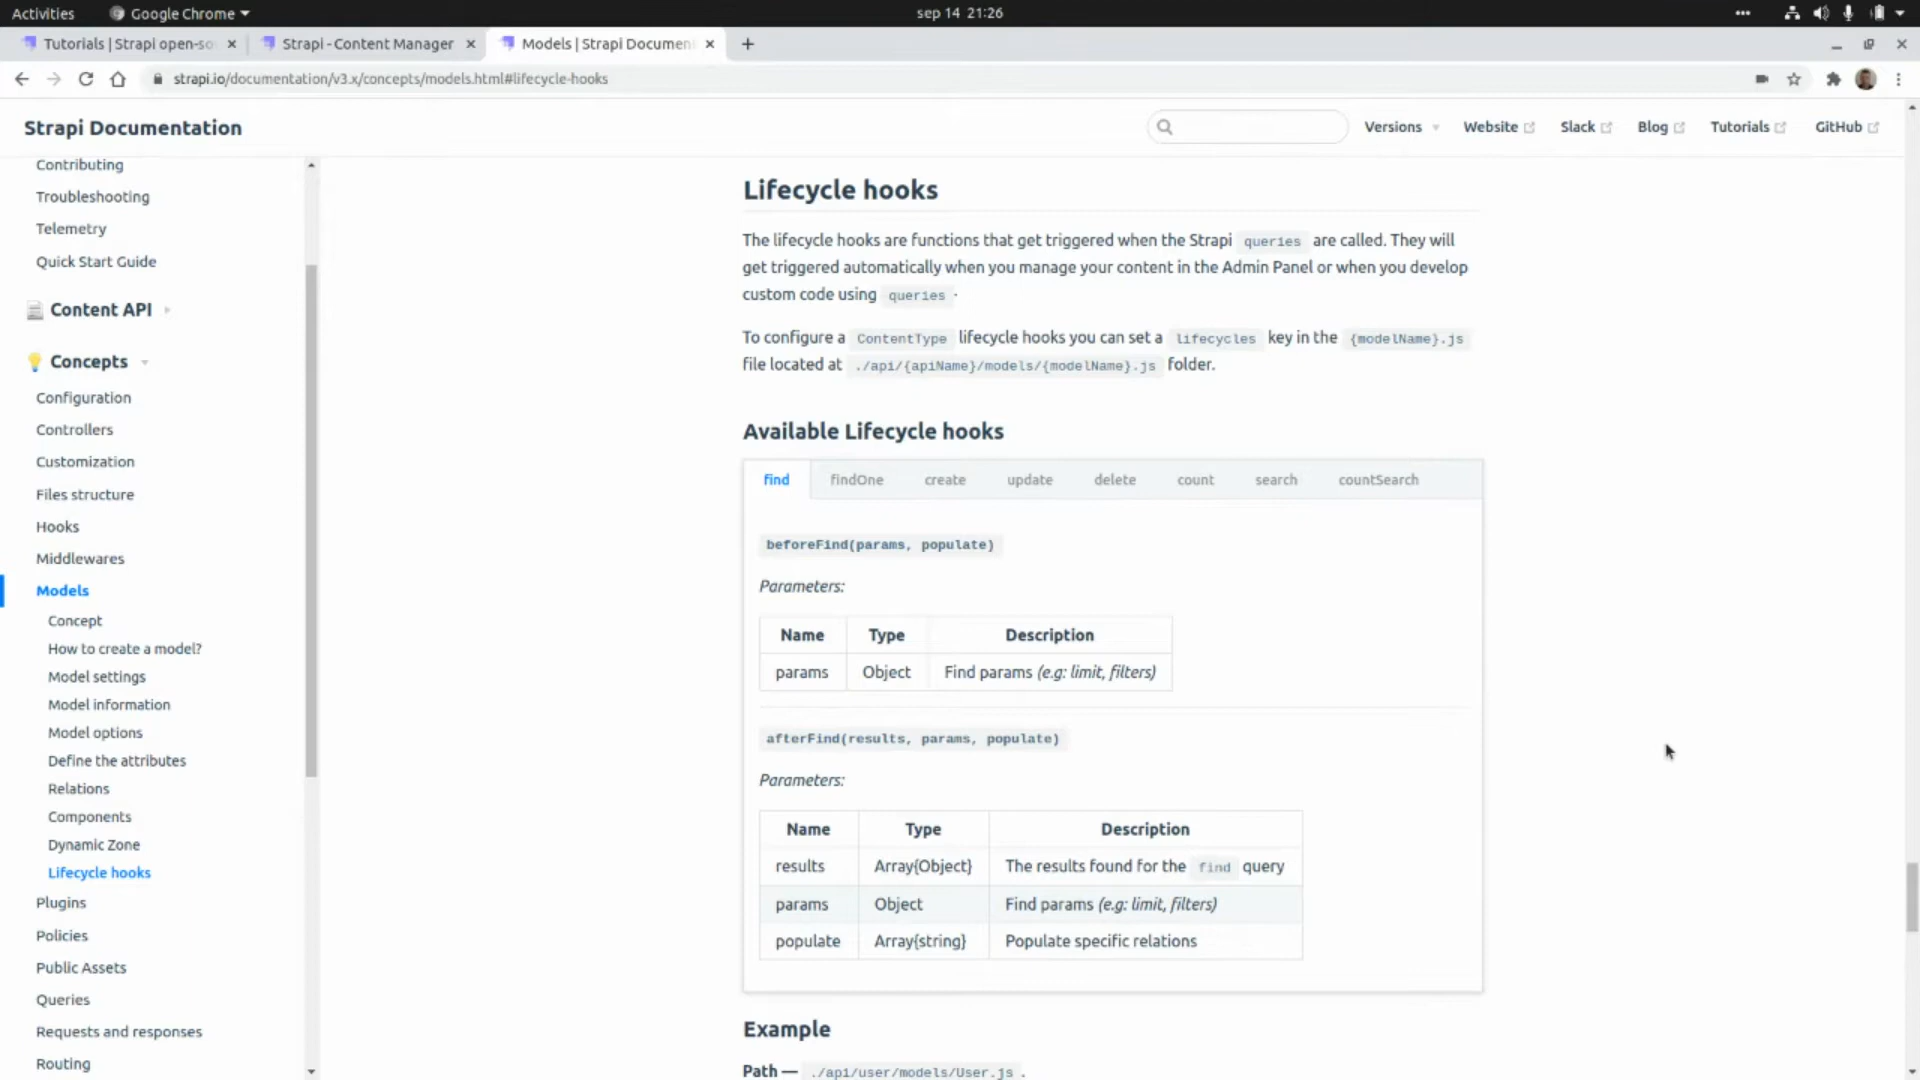 Activities
Google Chrome
sep 14 21:26
Tutorials | Strapi open-so
Strapi - Content Manager
Models | Strapi Documen
strapi.io/documentation/v3.x/concepts/models.html#lifecycle-hooks
Strapi Documentation
Versions
Website
Slack
Blog
Tutorials
GitHub
Contributing
Troubleshooting
Telemetry
Quick Start Guide
Content API
Concepts
Configuration
Controllers
Customization
Files structure
Hooks
Middlewares
Models
Concept
How to create a model?
Model settings
Model information
Model options
Define the attributes
Relations
Components
Dynamic Zone
Lifecycle hooks
Plugins
Policies
Public Assets
Queries
Requests and responses
Routing
Lifecycle hooks
The lifecycle hooks are functions that get triggered when the Strapi queries are called. They will
get triggered automatically when you manage your content in the Admin Panel or when you develop
custom code using queries ·
To configure a ContentType lifecycle hooks you can set a lifecycles key in the {modelName}.js
file located at ./api/{apiName}/models/{modelName}.js folder.
Available Lifecycle hooks
find findOne create update delete count search countSearch
beforeFind(params, populate)
Parameters:
Name Type Description
params Object Find params (e.g: limit, filters)
afterFind(results, params, populate)
Parameters:
Name Type Description
results Array{Object} The results found for the find query
params Object Find params (e.g: limit, filters)
populate Array{string} Populate specific relations
Example
Path — ./api/user/models/User.js .